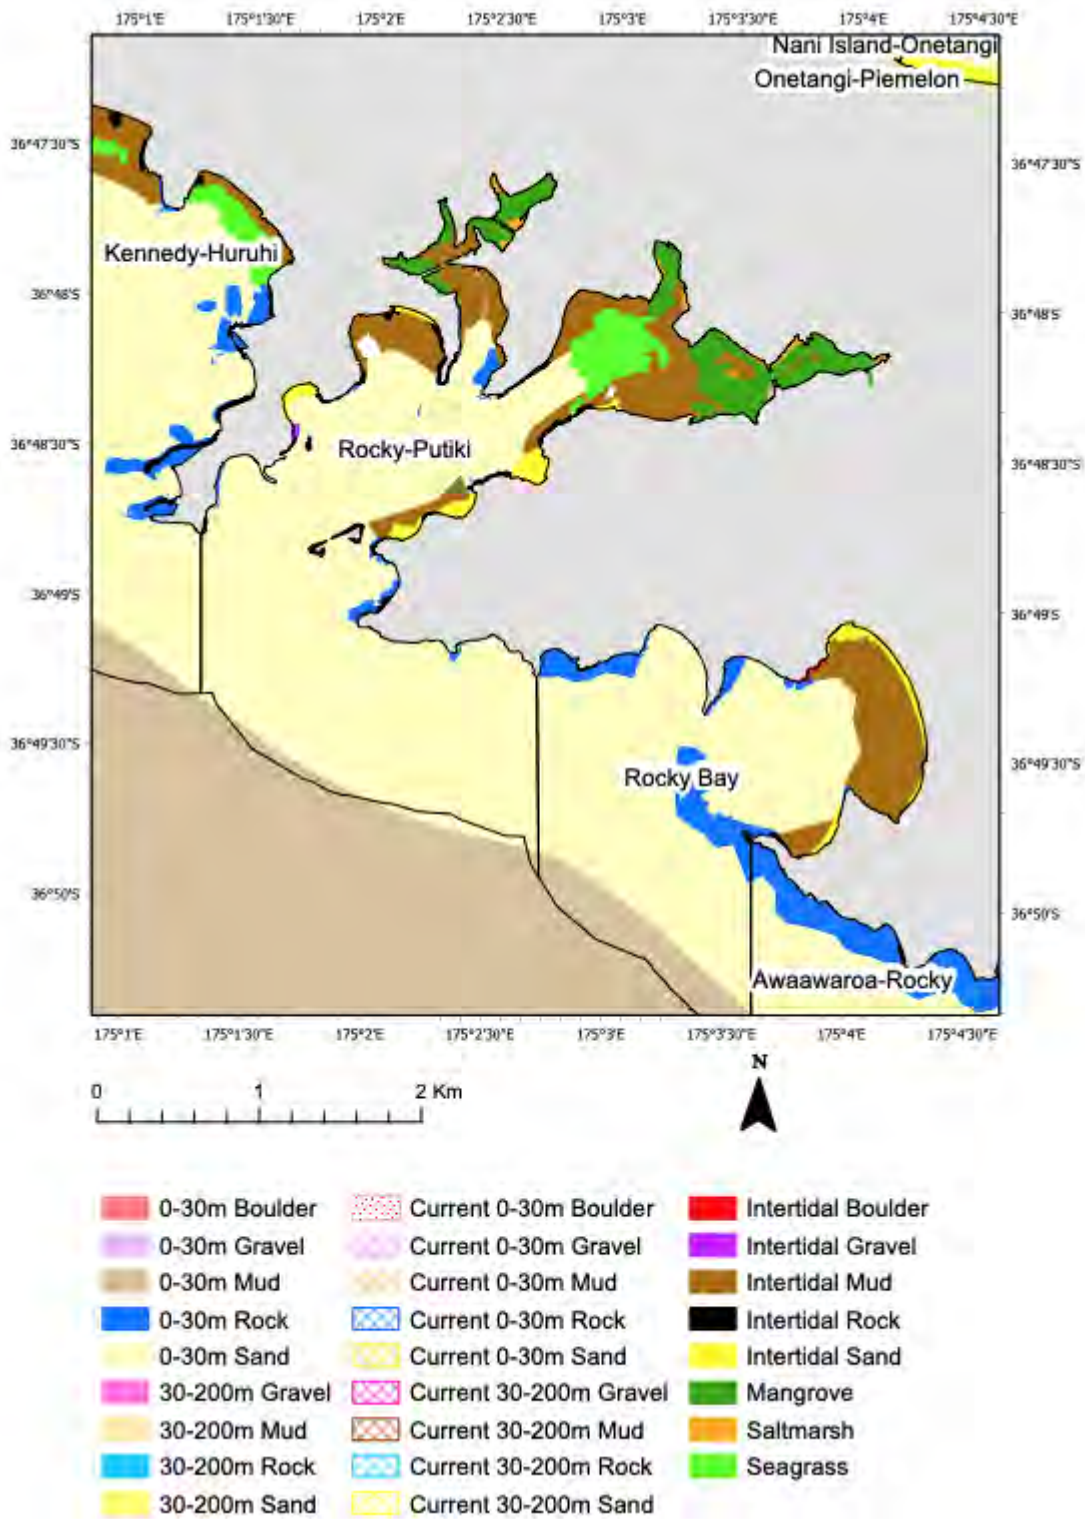 175°1'E 175°1'30"E 175°2'E 175°2'30"E 175°3'E 175°3'30"E 175°4'E 175°4'30"E
Nani Island-Onetangi
Onetangi-Piemelon
36°47'30"S 36°47'30"S
Kennedy-Huruhi
36°48'S 36°48'S
Rocky-Putiki
36°48'30"S 36°48'30"S
36°49'S 36°49'S
36°49'30"S 36°49'30"S
Rocky Bay
36°50'S 36°50'S
Awaawaroa-Rocky
175°1'E 175°1'30"E 175°2'E 175°2'30"E 175°3'E 175°3'30"E 175°4'E 175°4'30"E
N
0 1 2 Km
0-30m Boulder Current 0-30m Boulder Intertidal Boulder
0-30m Gravel Current 0-30m Gravel Intertidal Gravel
0-30m Mud Current 0-30m Mud Intertidal Mud
0-30m Rock Current 0-30m Rock Intertidal Rock
0-30m Sand Current 0-30m Sand Intertidal Sand
30-200m Gravel Current 30-200m Gravel Mangrove
30-200m Mud Current 30-200m Mud Saltmarsh
30-200m Rock Current 30-200m Rock Seagrass
30-200m Sand Current 30-200m Sand